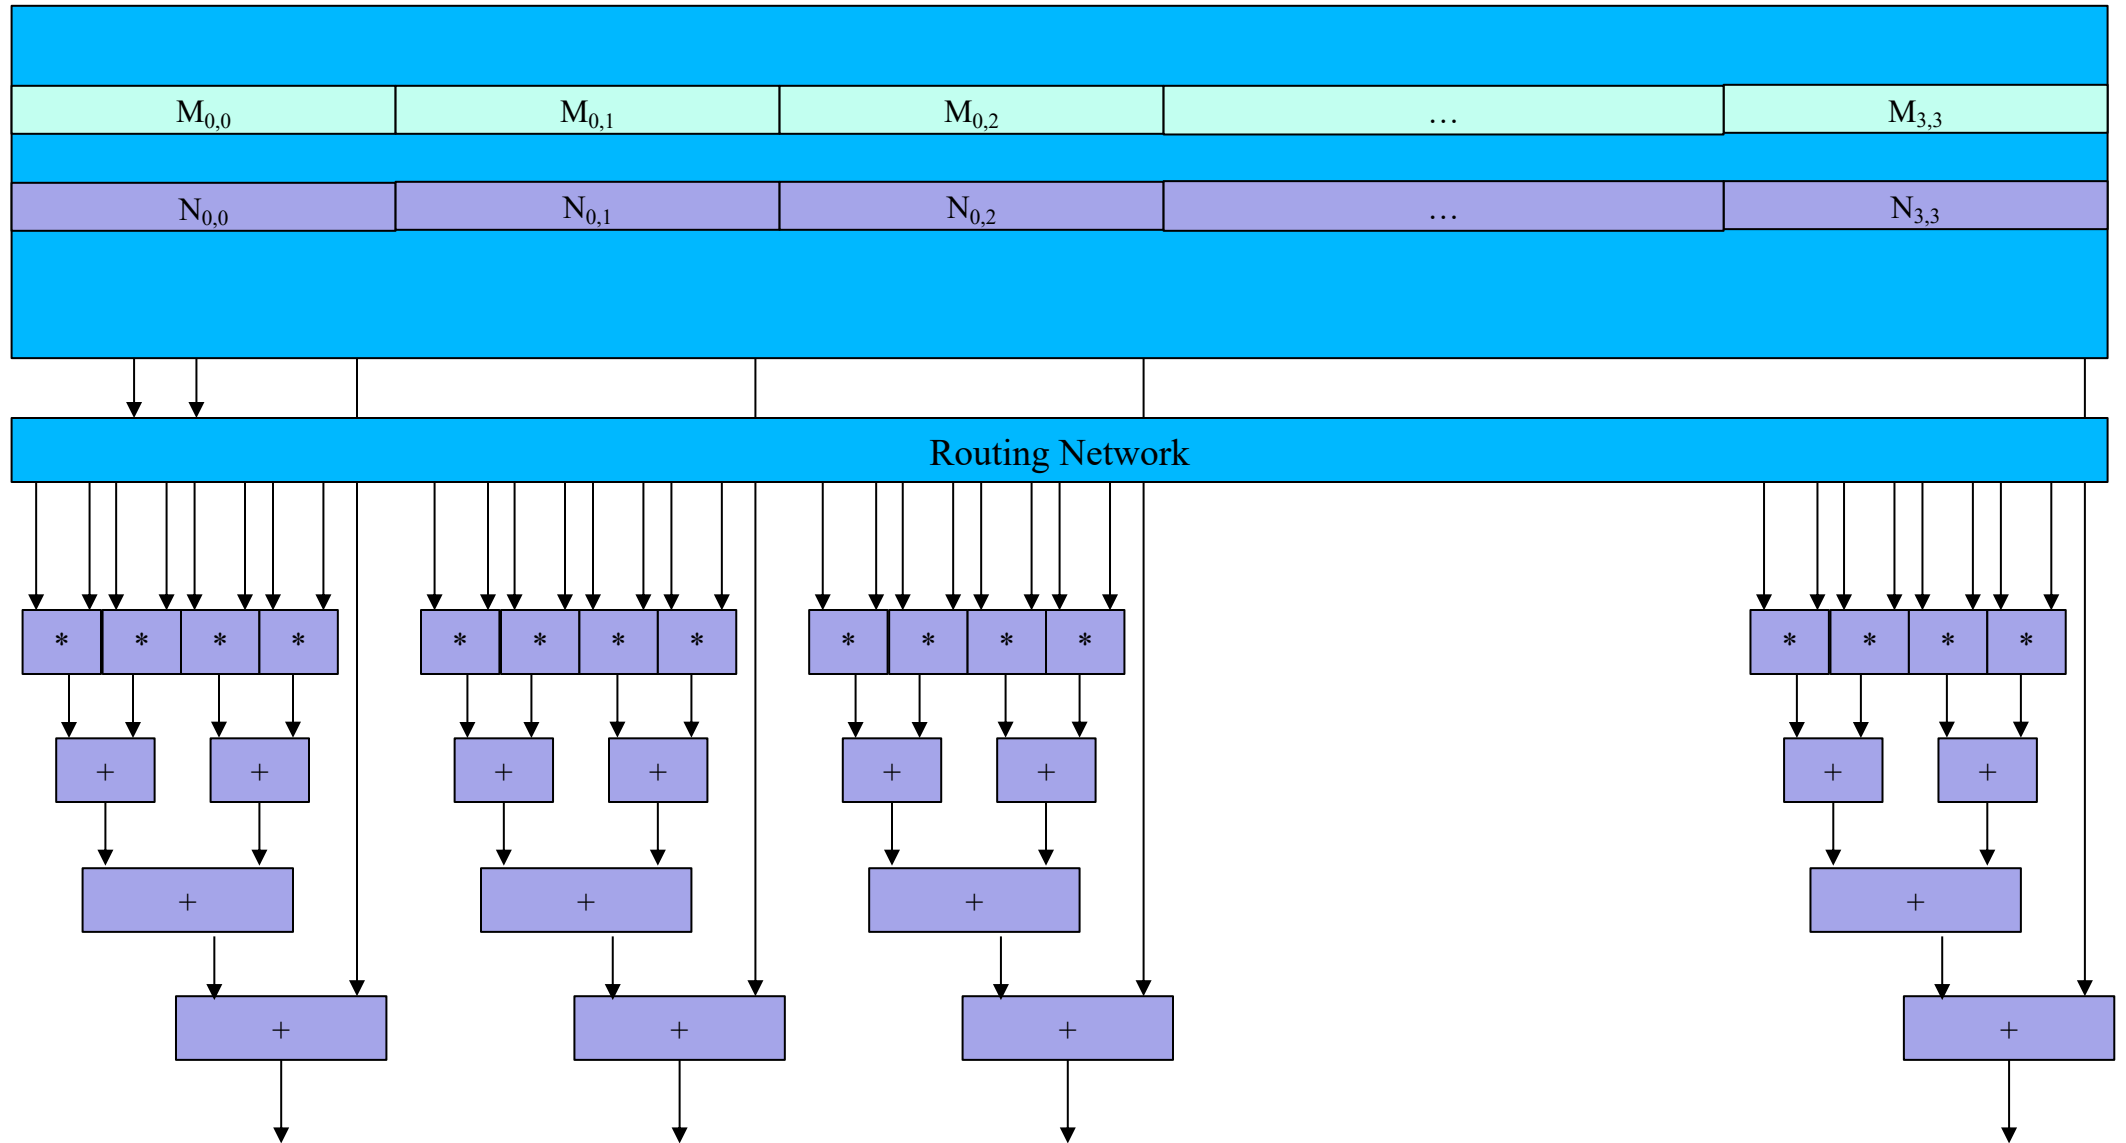 M0,0 M0,1 M0,2 … M3,3
N0,0 N0,1 N0,2 … N3,3
Routing Network
* * * * * * * * * * * * * * * *
+ + + + + + + +
+ + + +
+ + + +